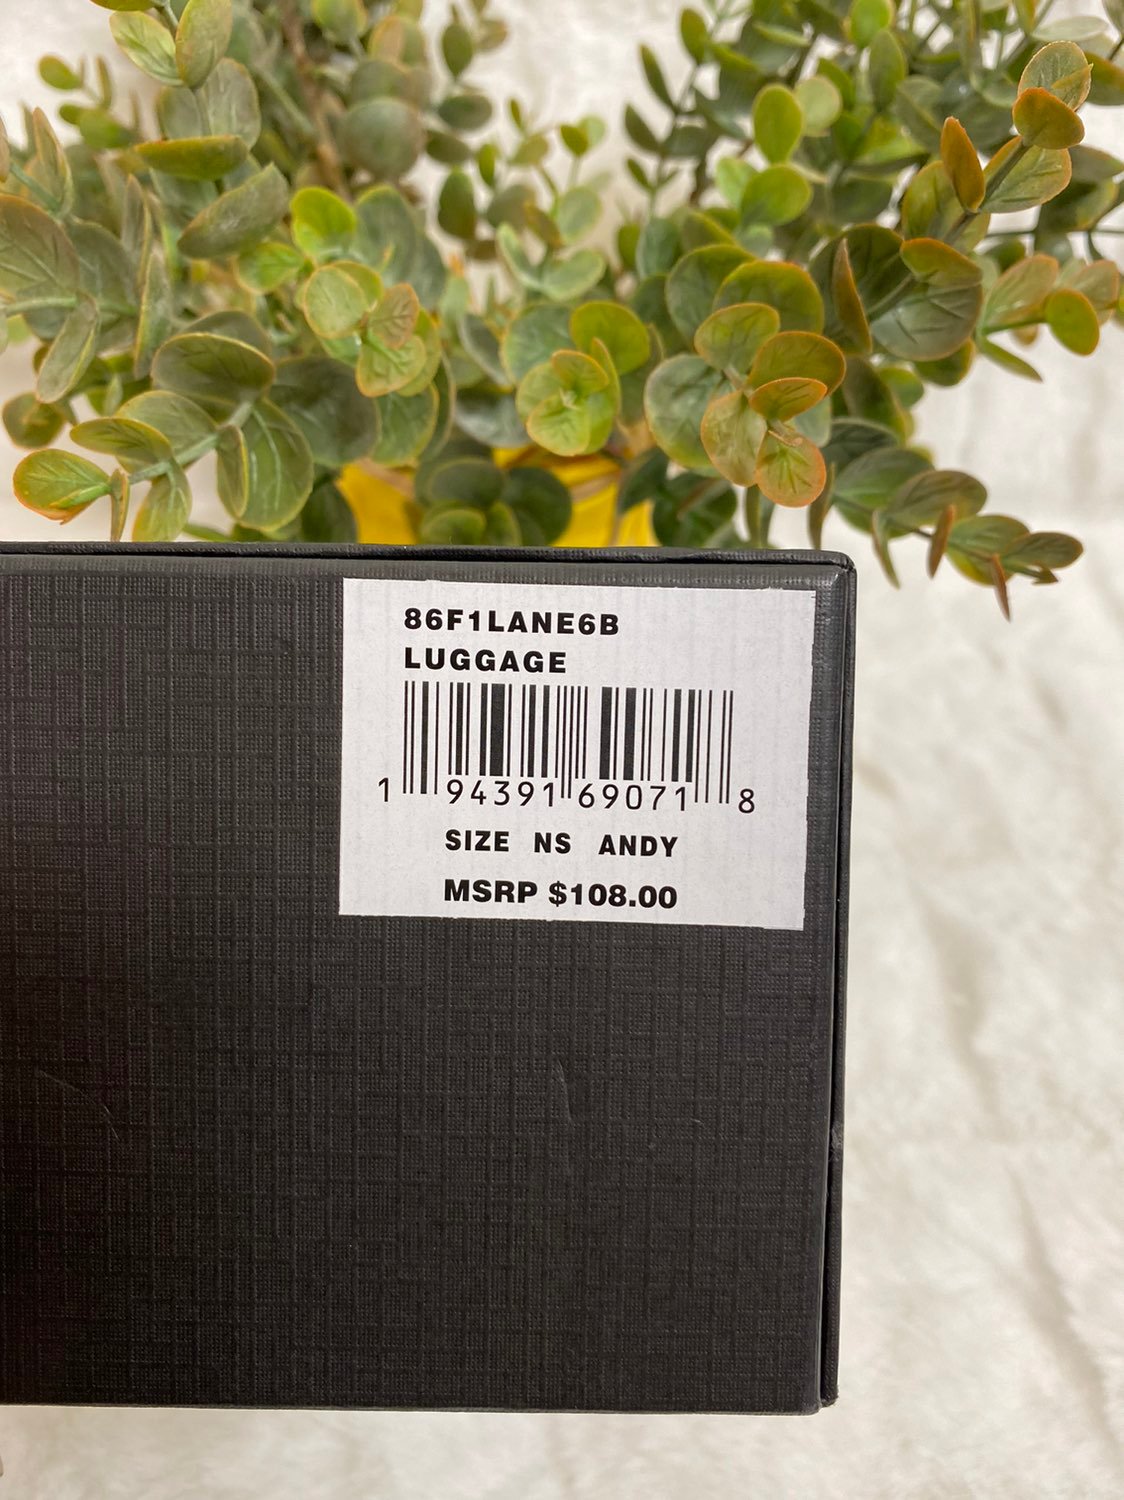 86F1LANE6B
LUGGAGE
1 94391 69071 8
SIZE NS ANDY
MSRP $108.00